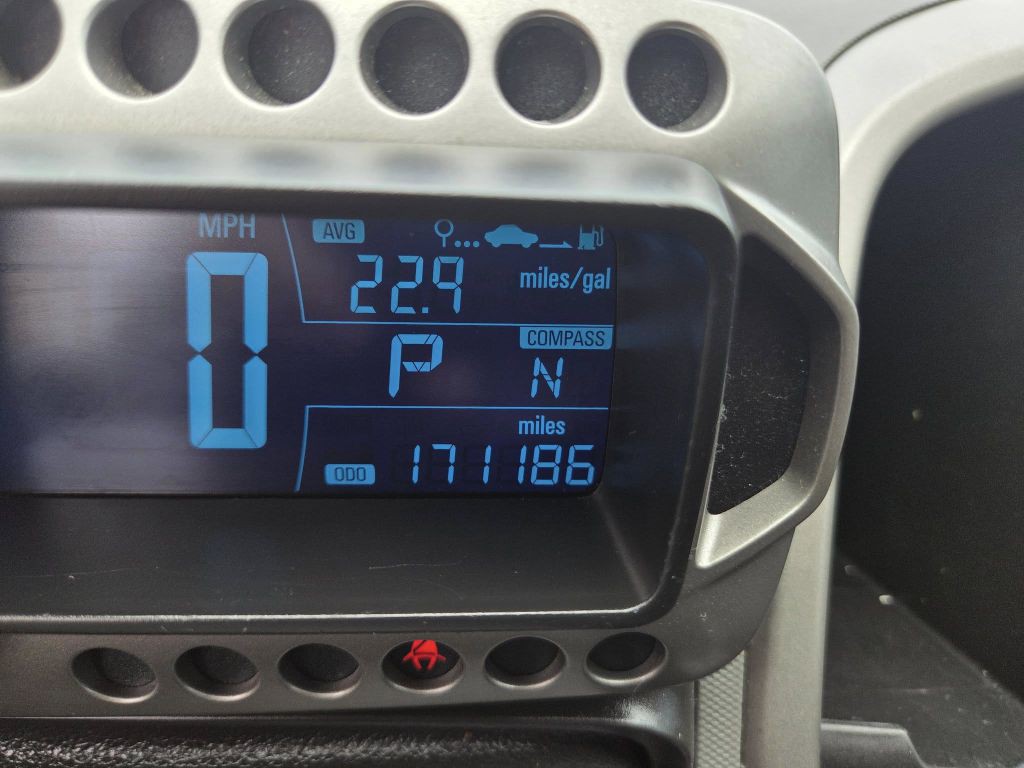 MPH
AVG
22.9 miles/gal
0
P
COMPASS
N
miles
ODO 171186